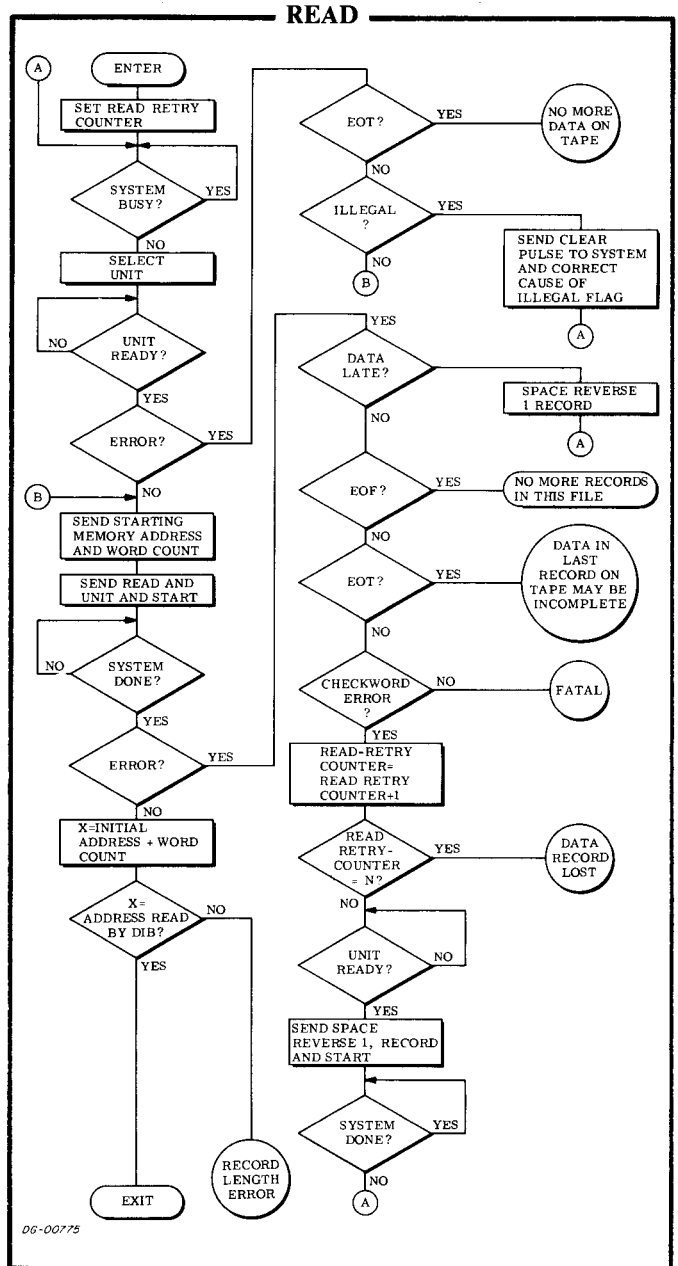 READ
A
ENTER
SET READ RETRY
COUNTER
SYSTEM
BUSY?
YES
NO
SELECT
UNIT
NO
UNIT
READY?
YES
ERROR?
YES
NO
B
SEND STARTING
MEMORY ADDRESS
AND WORD COUNT
SEND READ AND
UNIT AND START
NO
SYSTEM
DONE?
YES
ERROR?
YES
NO
X=INITIAL
ADDRESS + WORD
COUNT
X=
ADDRESS READ
BY DIB?
NO
YES
RECORD
LENGTH
ERROR
EXIT
EOT?
YES
NO MORE
DATA ON
TAPE
NO
ILLEGAL
?
YES
SEND CLEAR
PULSE TO SYSTEM
AND CORRECT
CAUSE OF
ILLEGAL FLAG
A
NO
B
YES
DATA
LATE?
SPACE REVERSE
1 RECORD
A
NO
EOF?
YES
NO MORE RECORDS
IN THIS FILE
NO
EOT?
YES
DATA IN
LAST
RECORD ON
TAPE MAY BE
INCOMPLETE
NO
CHECKWORD
ERROR
?
NO
FATAL
YES
READ-RETRY
COUNTER=
READ RETRY
COUNTER+1
READ
RETRY-
COUNTER
= N?
YES
DATA
RECORD
LOST
NO
UNIT
READY?
NO
YES
SEND SPACE
REVERSE 1, RECORD
AND START
SYSTEM
DONE?
YES
NO
A
DG-00775